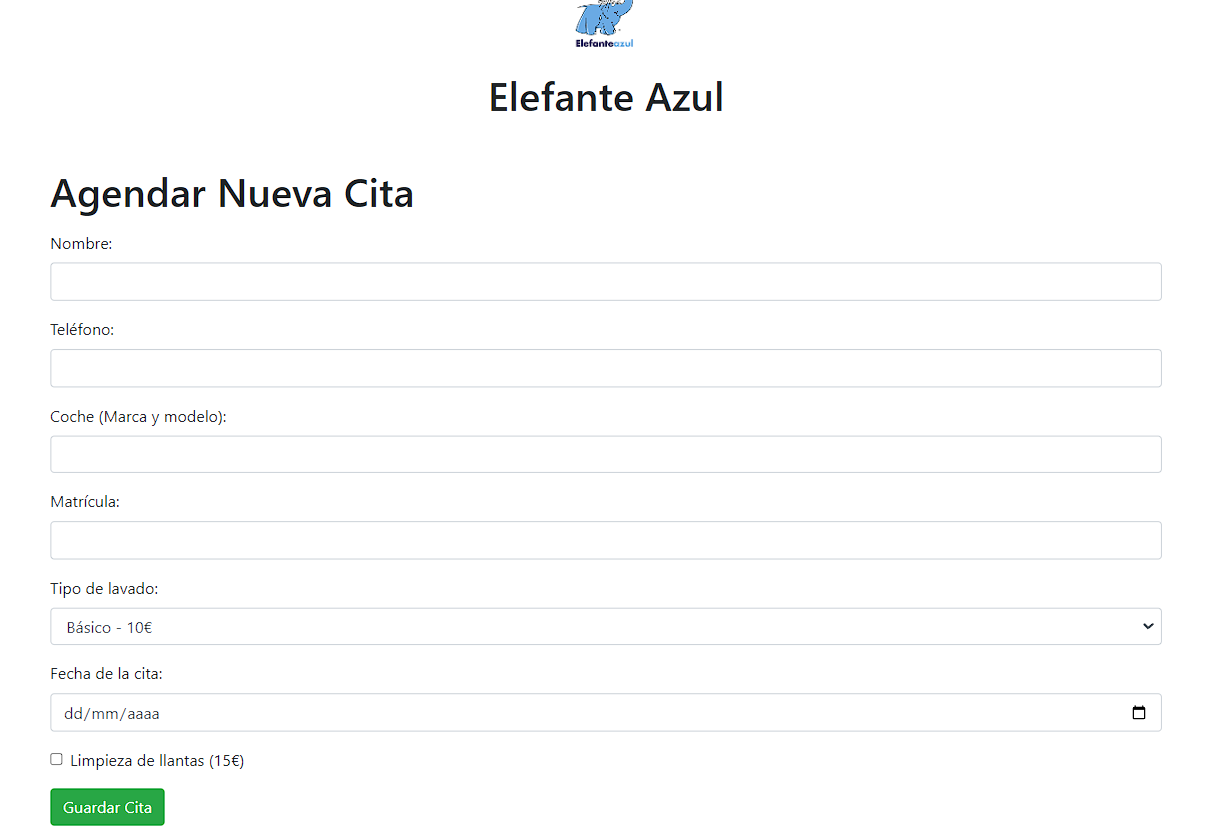 Elefanteazul
Elefante Azul
Agendar Nueva Cita
Nombre:
Teléfono:
Coche (Marca y modelo):
Matrícula:
Tipo de lavado:
Básico - 10€
Fecha de la cita:
dd/mm/aaaa
Limpieza de llantas (15€)
Guardar Cita